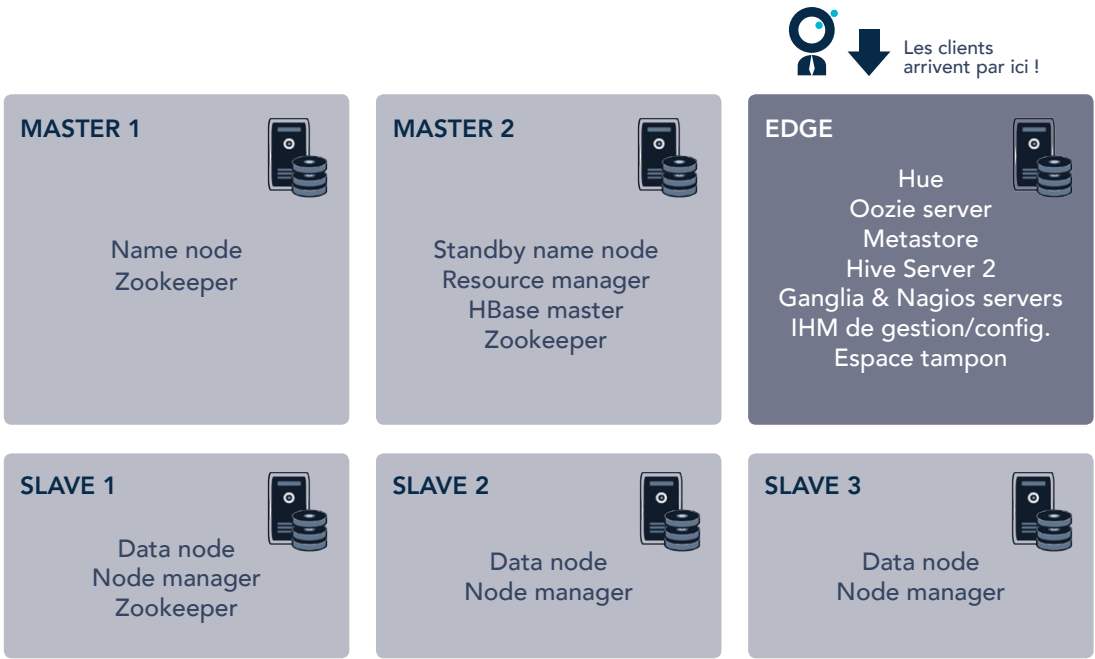 Les clients
arrivent par ici !
MASTER 1
Name node
Zookeeper
MASTER 2
Standby name node
Resource manager
HBase master
Zookeeper
EDGE
Hue
Oozie server
Metastore
Hive Server 2
Ganglia & Nagios servers
IHM de gestion/config.
Espace tampon
SLAVE 1
Data node
Node manager
Zookeeper
SLAVE 2
Data node
Node manager
SLAVE 3
Data node
Node manager